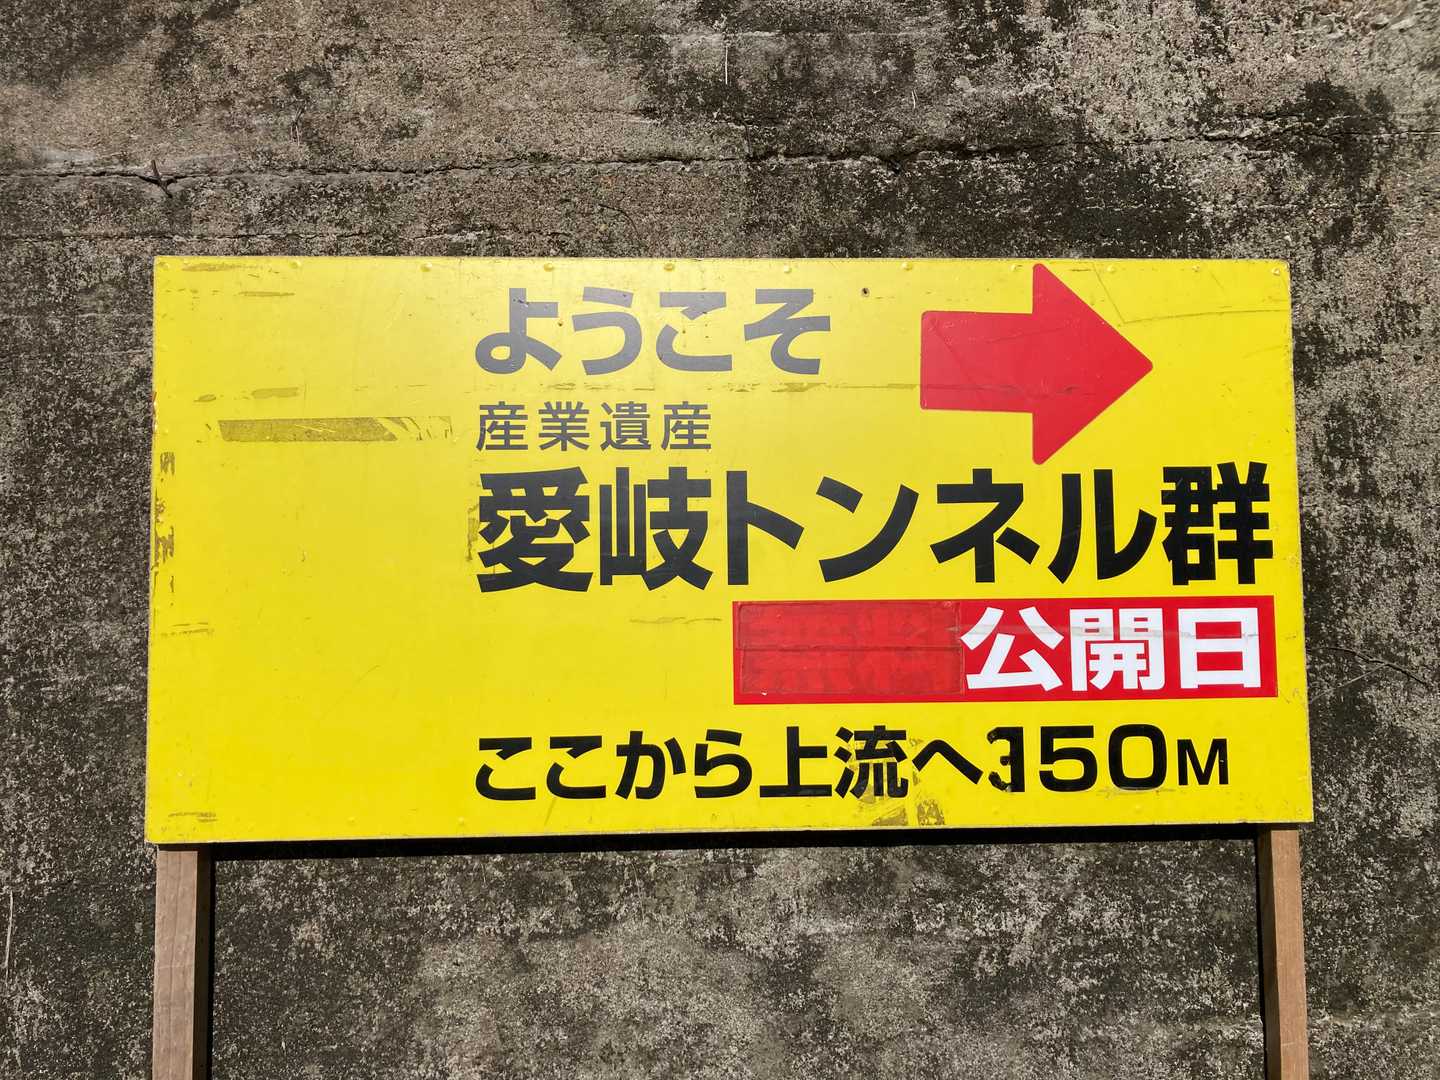 ようこそ
産業遺産
愛岐トンネル群
公開日
ここから上流へ350M